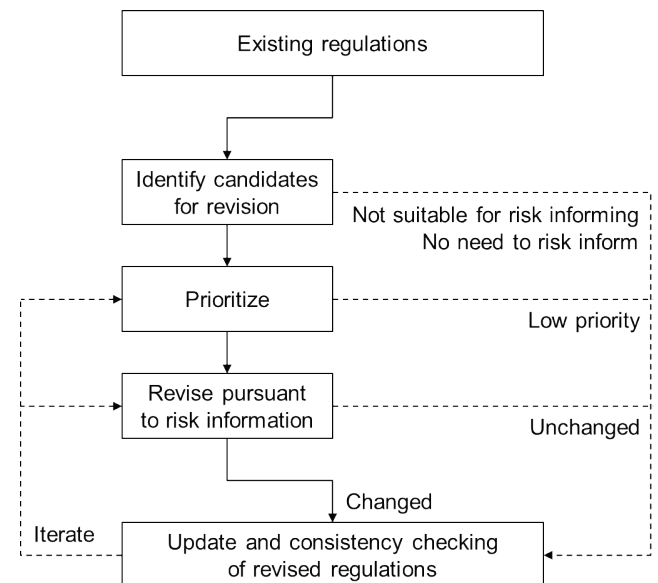 Existing regulations
Identify candidates
for revision
Not suitable for risk informing
No need to risk inform
Prioritize
Low priority
Revise pursuant
to risk information
Unchanged
Changed
Iterate
Update and consistency checking
of revised regulations